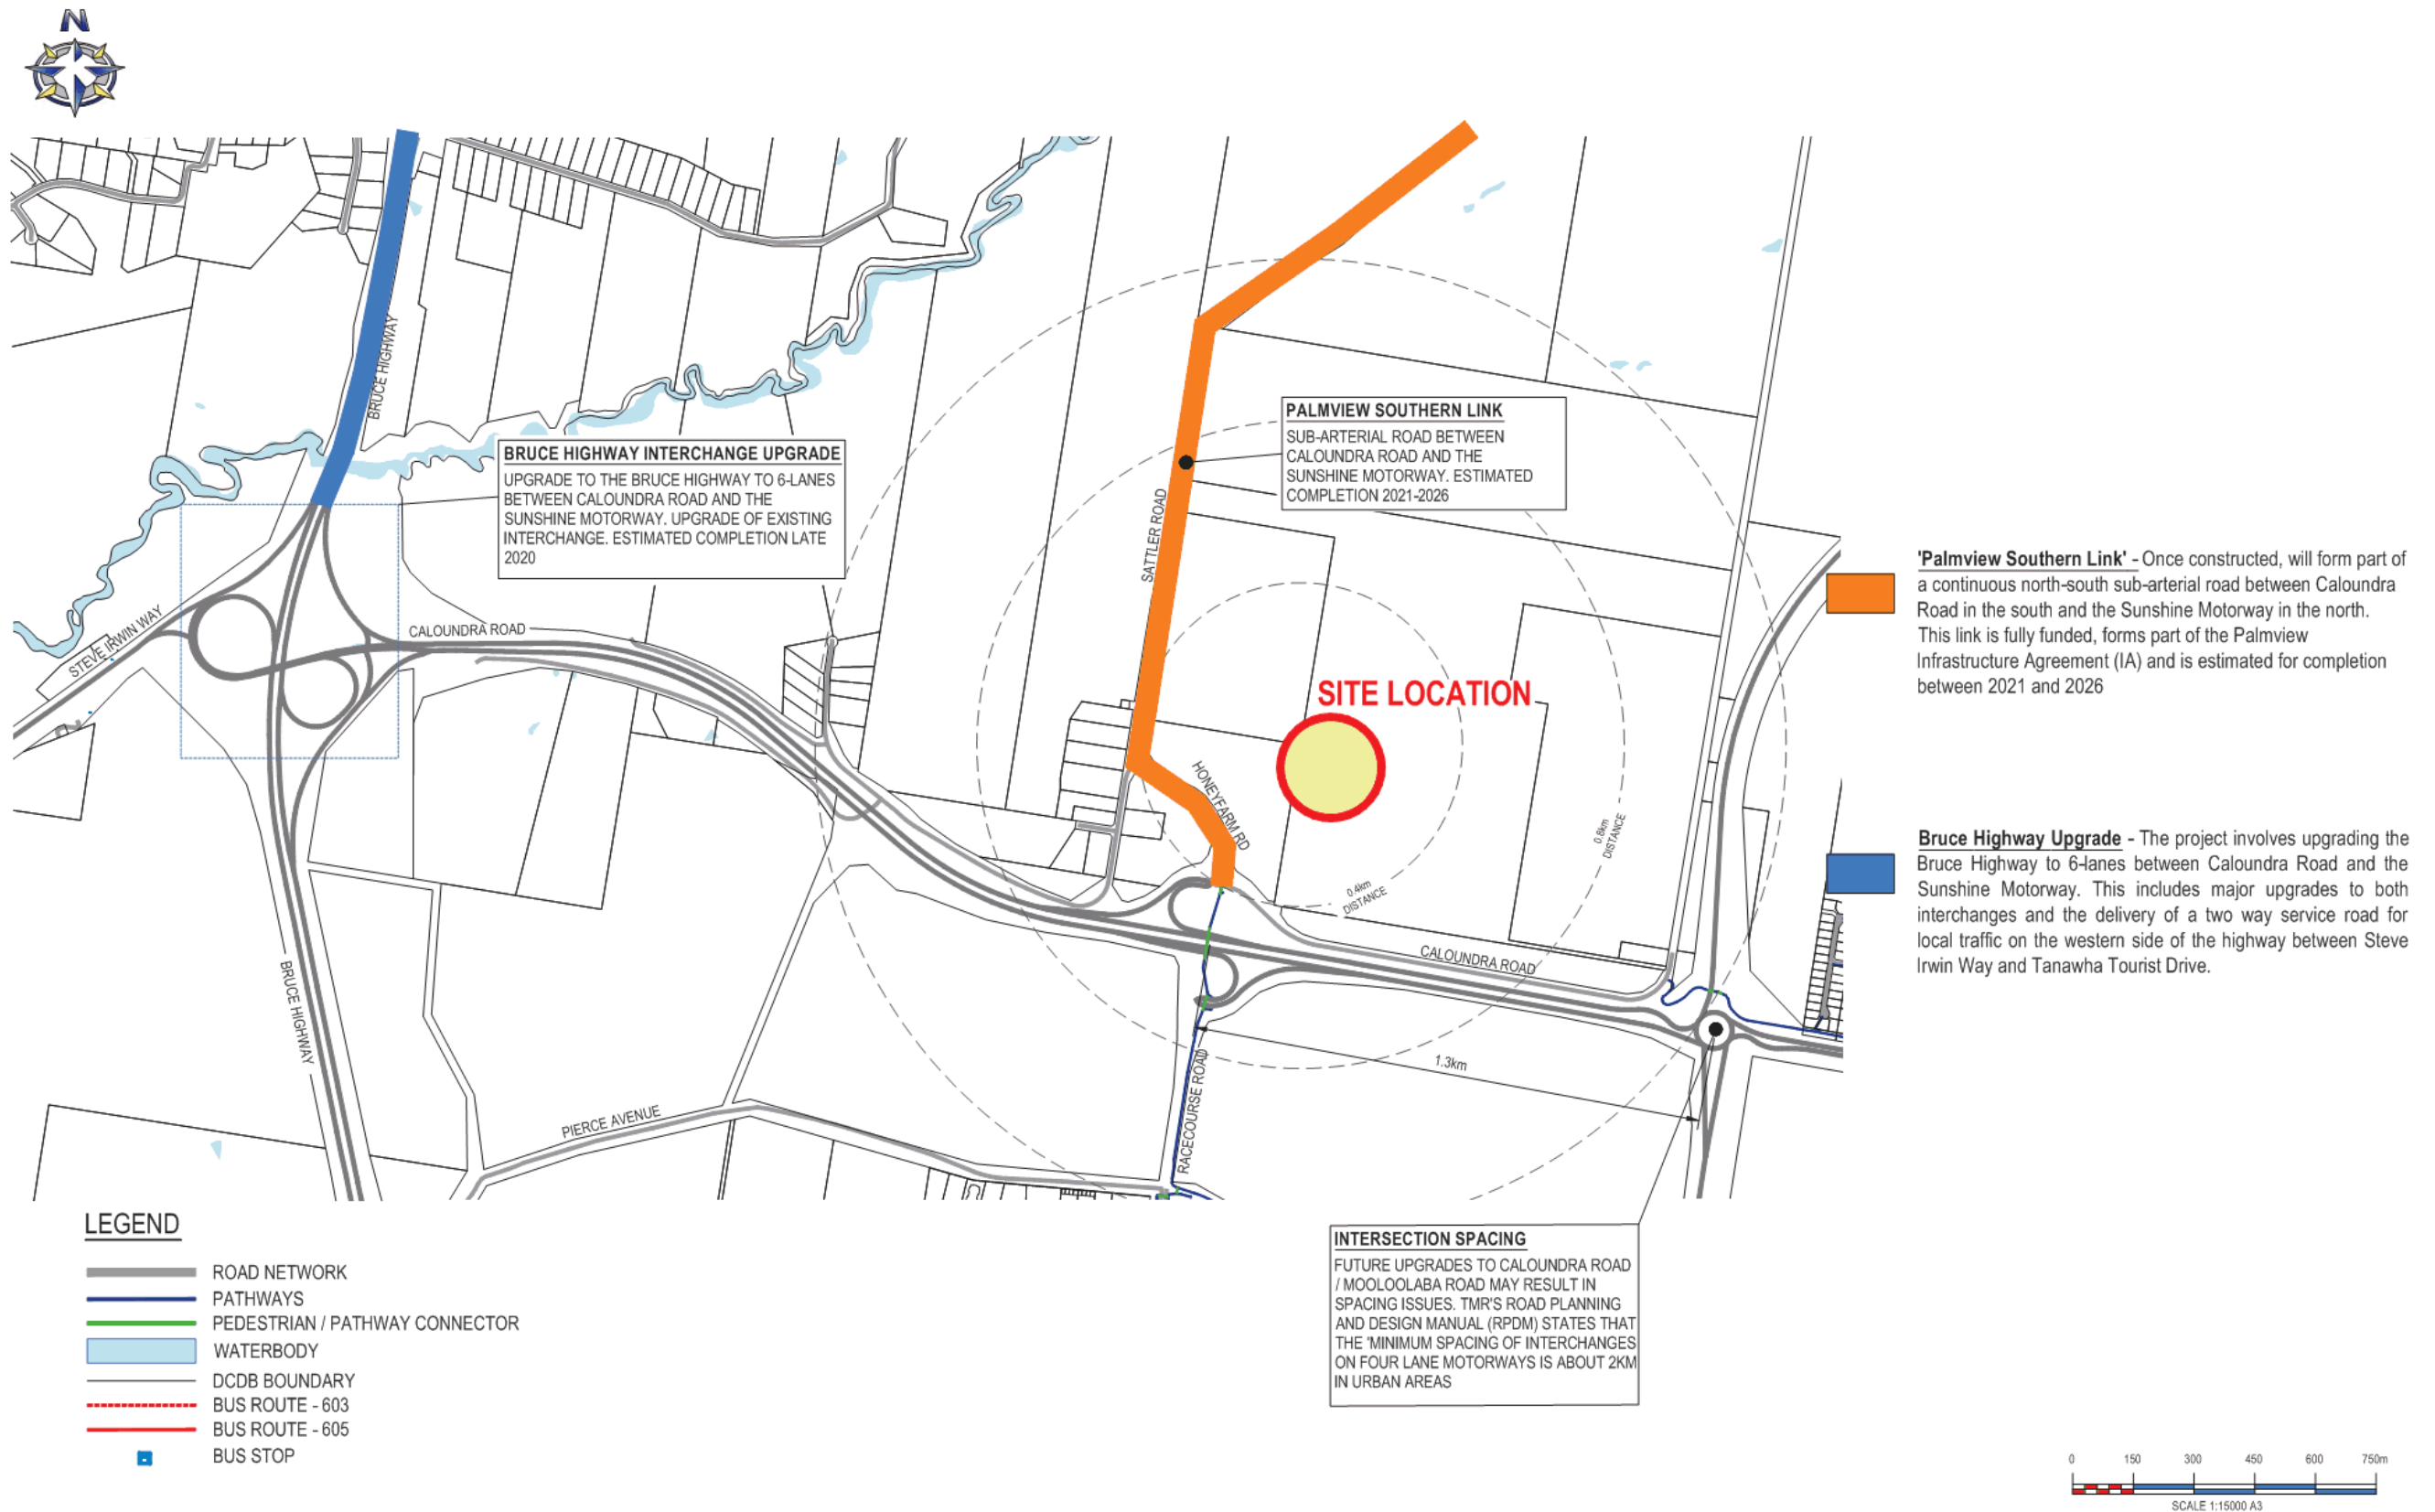 N
BRUCE HIGHWAY
BRUCE HIGHWAY INTERCHANGE UPGRADE
UPGRADE TO THE BRUCE HIGHWAY TO 6-LANES
BETWEEN CALOUNDRA ROAD AND THE
SUNSHINE MOTORWAY. UPGRADE OF EXISTING
INTERCHANGE. ESTIMATED COMPLETION LATE
2020
PALMVIEW SOUTHERN LINK
SUB-ARTERIAL ROAD BETWEEN
CALOUNDRA ROAD AND THE
SUNSHINE MOTORWAY. ESTIMATED
COMPLETION 2021-2026
SATTLER ROAD
STEVE IRWIN WAY
CALOUNDRA ROAD
SITE LOCATION
HONEYFARM RD
0.8km
DISTANCE
0.4km
DISTANCE
CALOUNDRA ROAD
BRUCE HIGHWAY
RACECOURSE ROAD
1.3km
PIERCE AVENUE
'Palmview Southern Link' - Once constructed, will form part of
a continuous north-south sub-arterial road between Caloundra
Road in the south and the Sunshine Motorway in the north.
This link is fully funded, forms part of the Palmview
Infrastructure Agreement (IA) and is estimated for completion
between 2021 and 2026
Bruce Highway Upgrade - The project involves upgrading the
Bruce Highway to 6-lanes between Caloundra Road and the
Sunshine Motorway. This includes major upgrades to both
interchanges and the delivery of a two way service road for
local traffic on the western side of the highway between Steve
Irwin Way and Tanawha Tourist Drive.
INTERSECTION SPACING
FUTURE UPGRADES TO CALOUNDRA ROAD
/ MOOLOOLABA ROAD MAY RESULT IN
SPACING ISSUES. TMR'S ROAD PLANNING
AND DESIGN MANUAL (RPDM) STATES THAT
THE 'MINIMUM SPACING OF INTERCHANGES
ON FOUR LANE MOTORWAYS IS ABOUT 2KM
IN URBAN AREAS
LEGEND
ROAD NETWORK
PATHWAYS
PEDESTRIAN / PATHWAY CONNECTOR
WATERBODY
DCDB BOUNDARY
BUS ROUTE - 603
BUS ROUTE - 605
BUS STOP
0 150 300 450 600 750m
SCALE 1:15000 A3